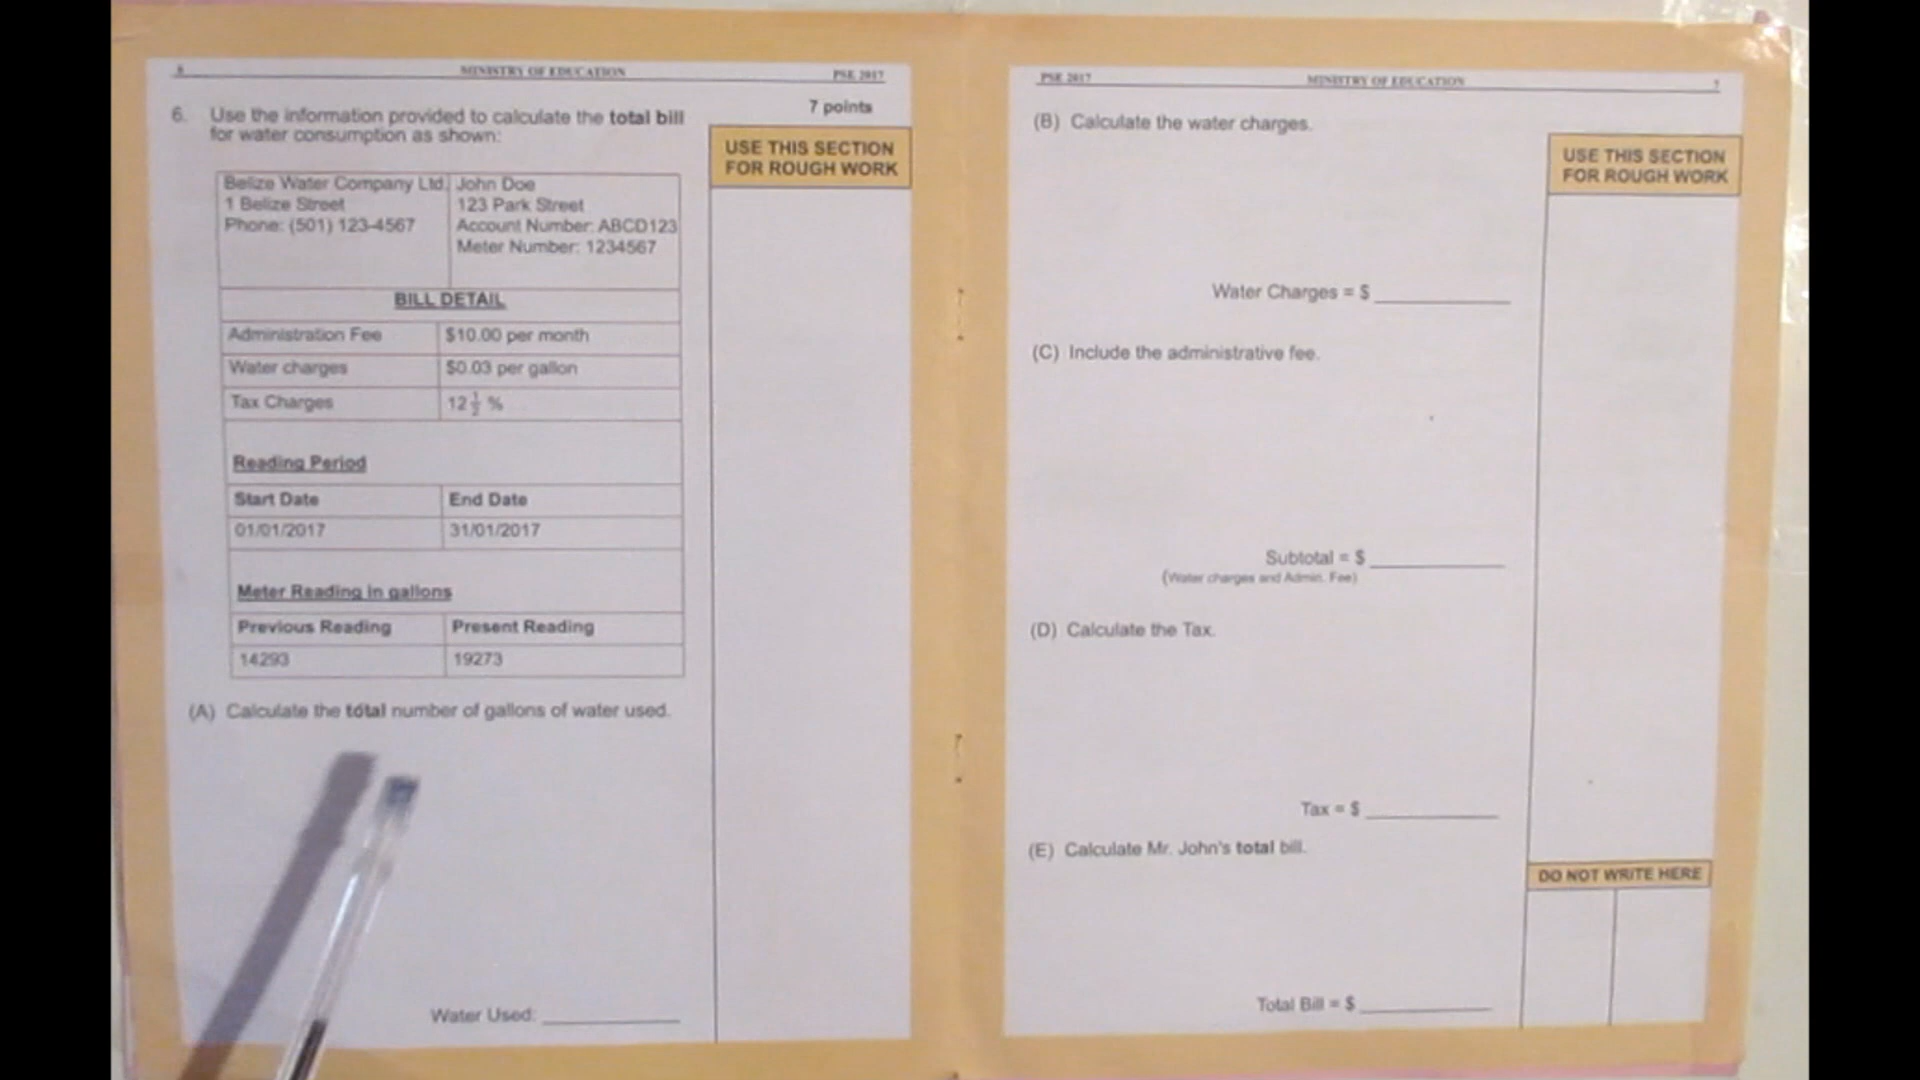 6 MINISTRY OF EDUCATION PSE 2017
7 points
6. Use the information provided to calculate the total bill
for water consumption as shown:
USE THIS SECTION
FOR ROUGH WORK
Belize Water Company Ltd.
1 Belize Street
Phone: (501) 123-4567
John Doe
123 Park Street
Account Number: ABCD123
Meter Number: 1234567
BILL DETAIL
Administration Fee $10.00 per month
Water charges $0.03 per gallon
Tax Charges 12 1/2 %
Reading Period
Start Date End Date
01/01/2017 31/01/2017
Meter Reading in gallons
Previous Reading Present Reading
14293 19273
(A) Calculate the total number of gallons of water used.
Water Used: ____________
PSE 2017 MINISTRY OF EDUCATION 7
(B) Calculate the water charges.
USE THIS SECTION
FOR ROUGH WORK
Water Charges = $ ____________
(C) Include the administrative fee.
Subtotal = $ ____________
(Water charges and Admin. Fee)
(D) Calculate the Tax.
Tax = $ ____________
(E) Calculate Mr. John's total bill.
DO NOT WRITE HERE
Total Bill = $ ____________